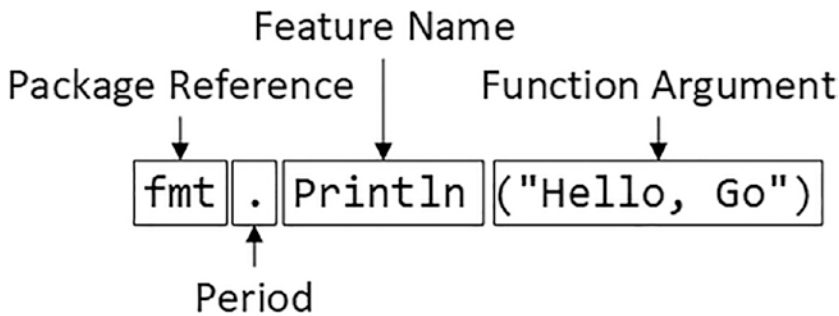 Feature Name
Package Reference
Function Argument
fmt . Println ("Hello, Go")
Period